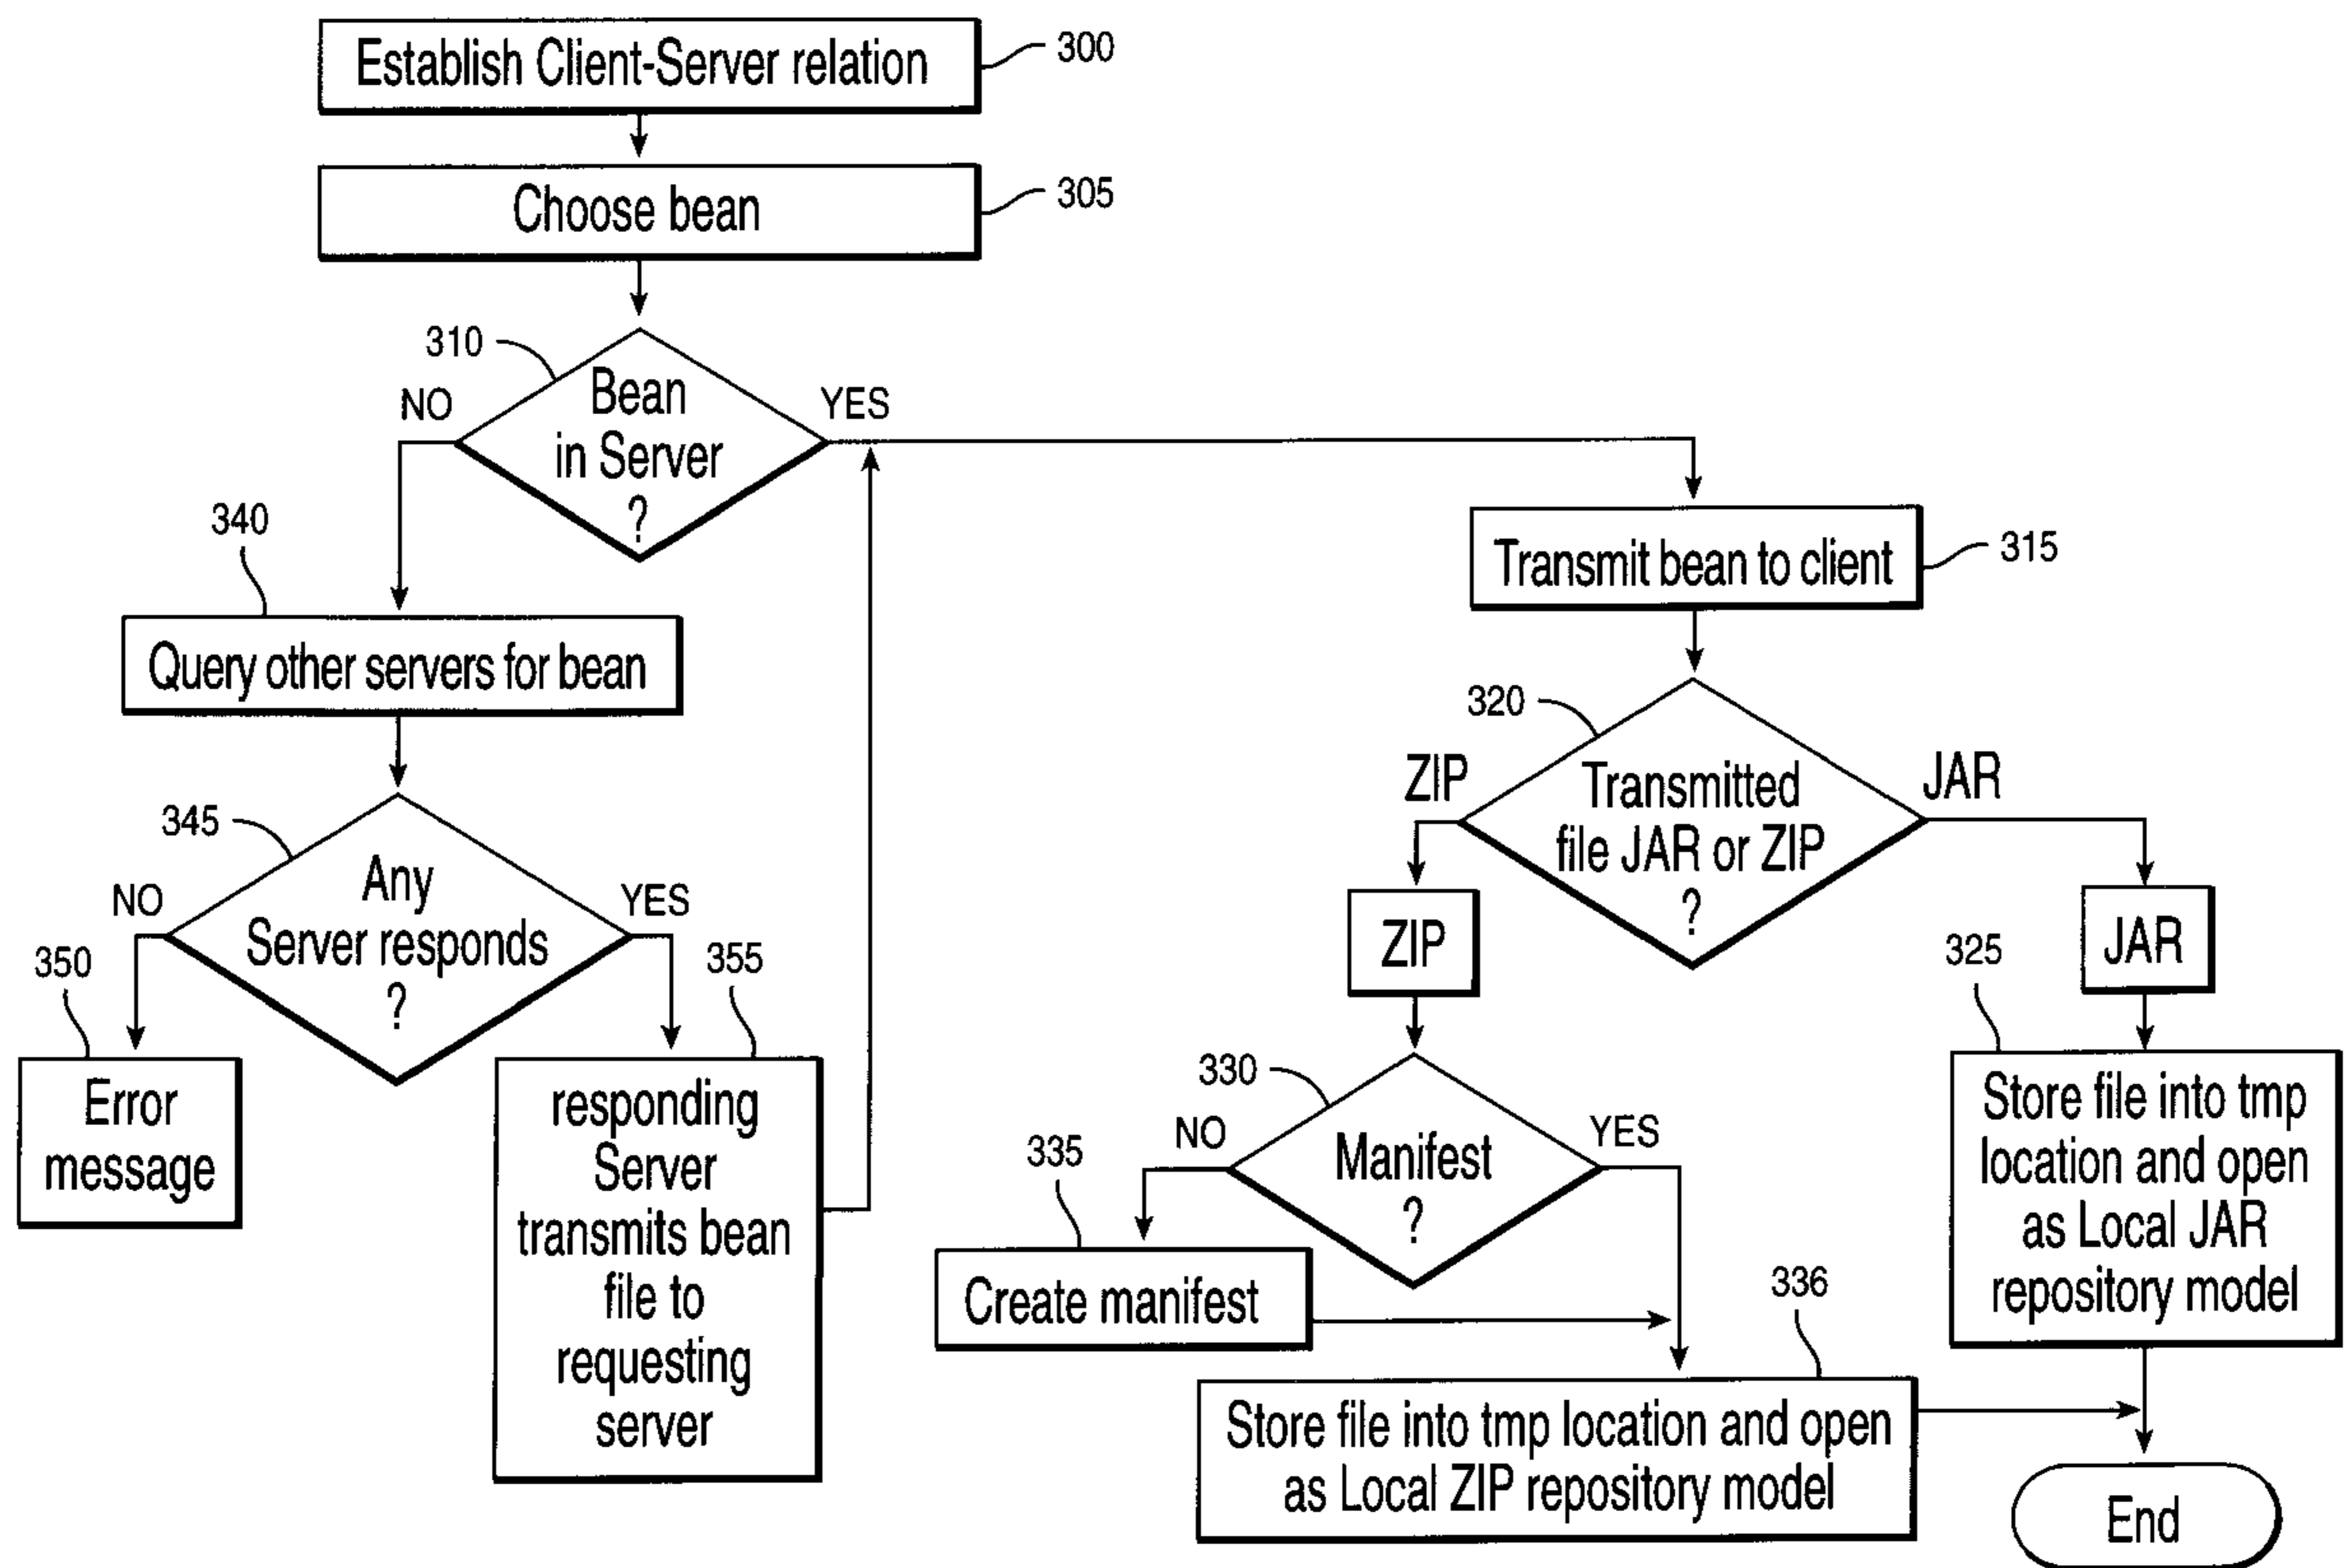 Establish Client-Server relation
300
Choose bean
305
310
Bean
in Server
?
NO
YES
340
Query other servers for bean
Transmit bean to client
315
345
Any
Server responds
?
NO
YES
320
Transmitted
file JAR or ZIP
?
ZIP
JAR
ZIP
JAR
350
Error
message
355
responding
Server
transmits bean
file to
requesting
server
330
Manifest
?
NO
YES
325
Store file into tmp
location and open
as Local JAR
repository model
335
Create manifest
336
Store file into tmp location and open
as Local ZIP repository model
End